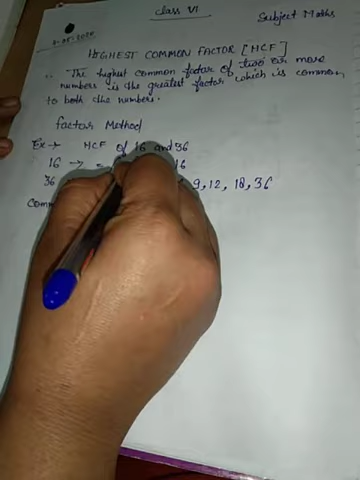 Class VI
Subject Maths
HIGHEST COMMON FACTOR [HCF]
The highest common factor of two or more
numbers is the greatest factor which is common
to both the numbers.
factor Method
Ex → HCF of 16 and 36
16 → 16
36 9, 12, 18, 36